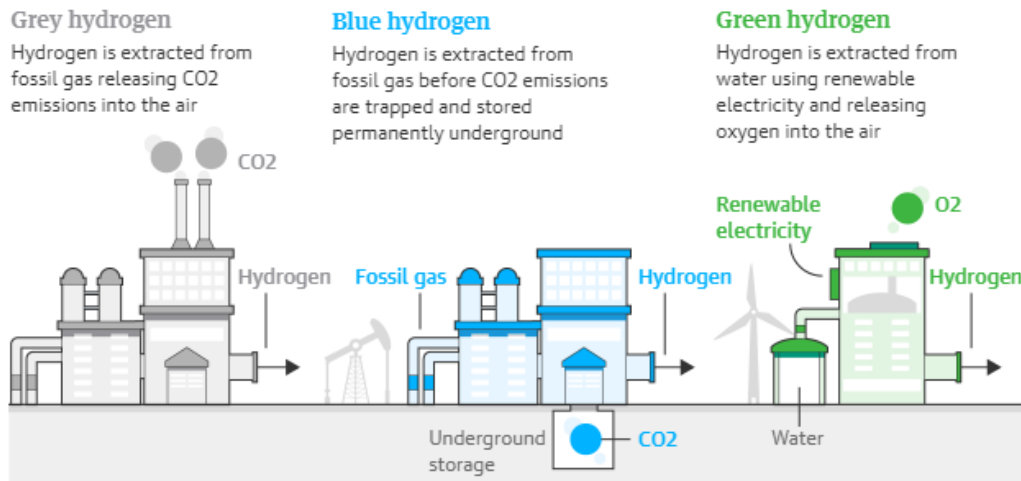 Grey hydrogen
Hydrogen is extracted from
fossil gas releasing CO2
emissions into the air
CO2
Hydrogen
Blue hydrogen
Hydrogen is extracted from
fossil gas before CO2 emissions
are trapped and stored
permanently underground
Fossil gas
Hydrogen
Underground
storage
CO2
Green hydrogen
Hydrogen is extracted from
water using renewable
electricity and releasing
oxygen into the air
Renewable
electricity
O2
Hydrogen
Water